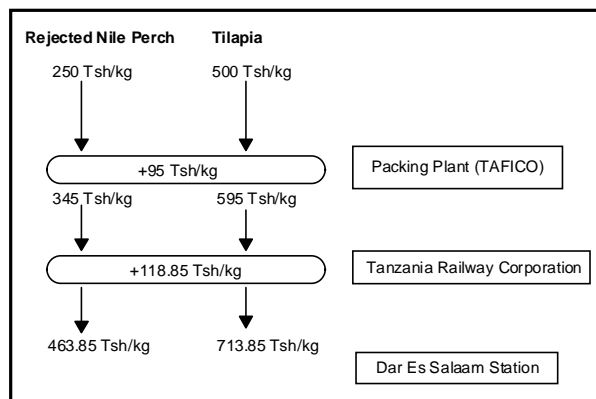 Rejected Nile Perch Tilapia
250 Tsh/kg 500 Tsh/kg
+95 Tsh/kg Packing Plant (TAFICO)
345 Tsh/kg 595 Tsh/kg
+118.85 Tsh/kg Tanzania Railway Corporation
463.85 Tsh/kg 713.85 Tsh/kg
Dar Es Salaam Station